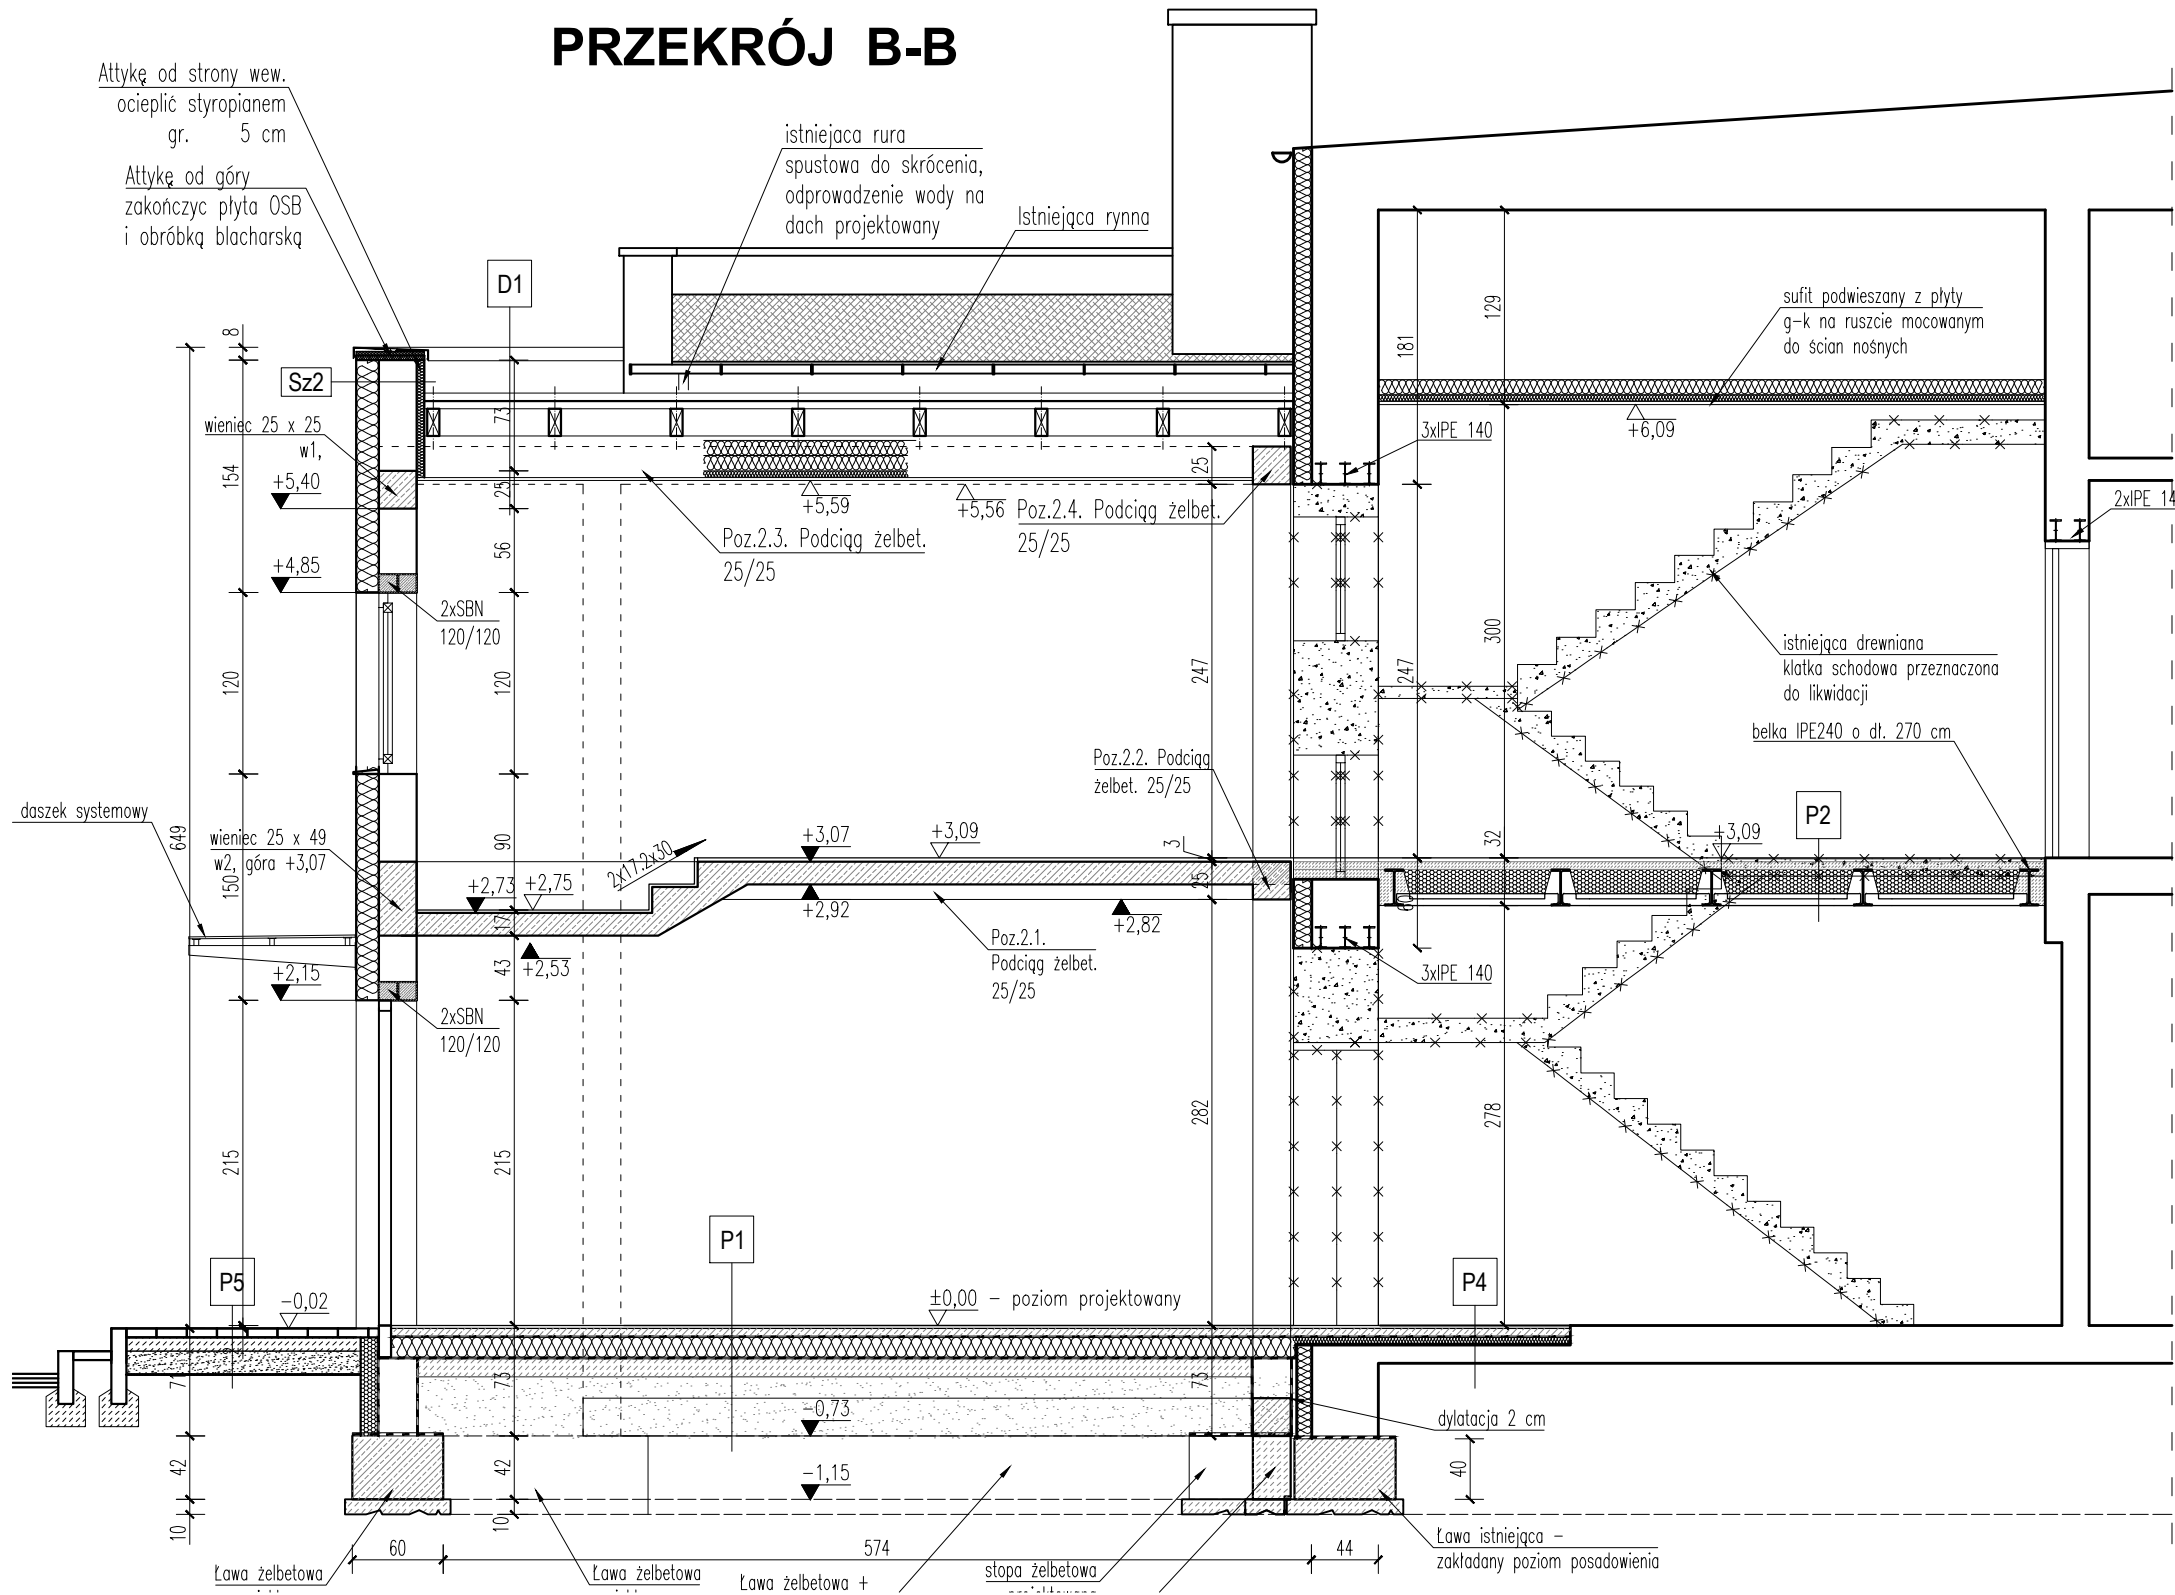 PRZEKRÓJ B-B
Attykę od strony wew.
ocieplić styropianem
gr. 5 cm
Attykę od góry
zakończyc płyta OSB
i obróbką blacharską
istniejaca rura
spustowa do skrócenia,
odprowadzenie wody na
dach projektowany
Istniejąca rynna
D1
Sz2
sufit podwieszany z płyty
g-k na ruszcie mocowanym
do ścian nośnych
8
129
181
73
154
25
25
wieniec 25 x 25
w1,
+5,40
+4,85
+5,59
+5,56
+6,09
3xIPE 140
2xIPE 14
Poz.2.3. Podciąg żelbet.
25/25
Poz.2.4. Podciąg żelbet.
25/25
56
2xSBN
120/120
120
120
247
247
300
istniejąca drewniana
klatka schodowa przeznaczona
do likwidacji
belka IPE240 o dł. 270 cm
Poz.2.2. Podciąg
żelbet. 25/25
daszek systemowy
649
wieniec 25 x 49
w2, góra +3,07
150
90
2x17.2x30
+3,07
+3,09
3
32
+3,09
P2
+2,73
+2,75
17
+2,92
+2,82
25
60
+2,53
Poz.2.1.
Podciąg żelbet.
25/25
3xIPE 140
+2,15
43
2xSBN
120/120
215
215
282
278
P1
P5
P4
-0,02
±0,00 - poziom projektowany
73
73
-0,73
dylatacja 2 cm
42
42
-1,15
40
10
10
60
574
44
Ława żelbetowa
Ława żelbetowa
Ława żelbetowa +
stopa żelbetowa
Ława istniejąca -
zakładany poziom posadowienia